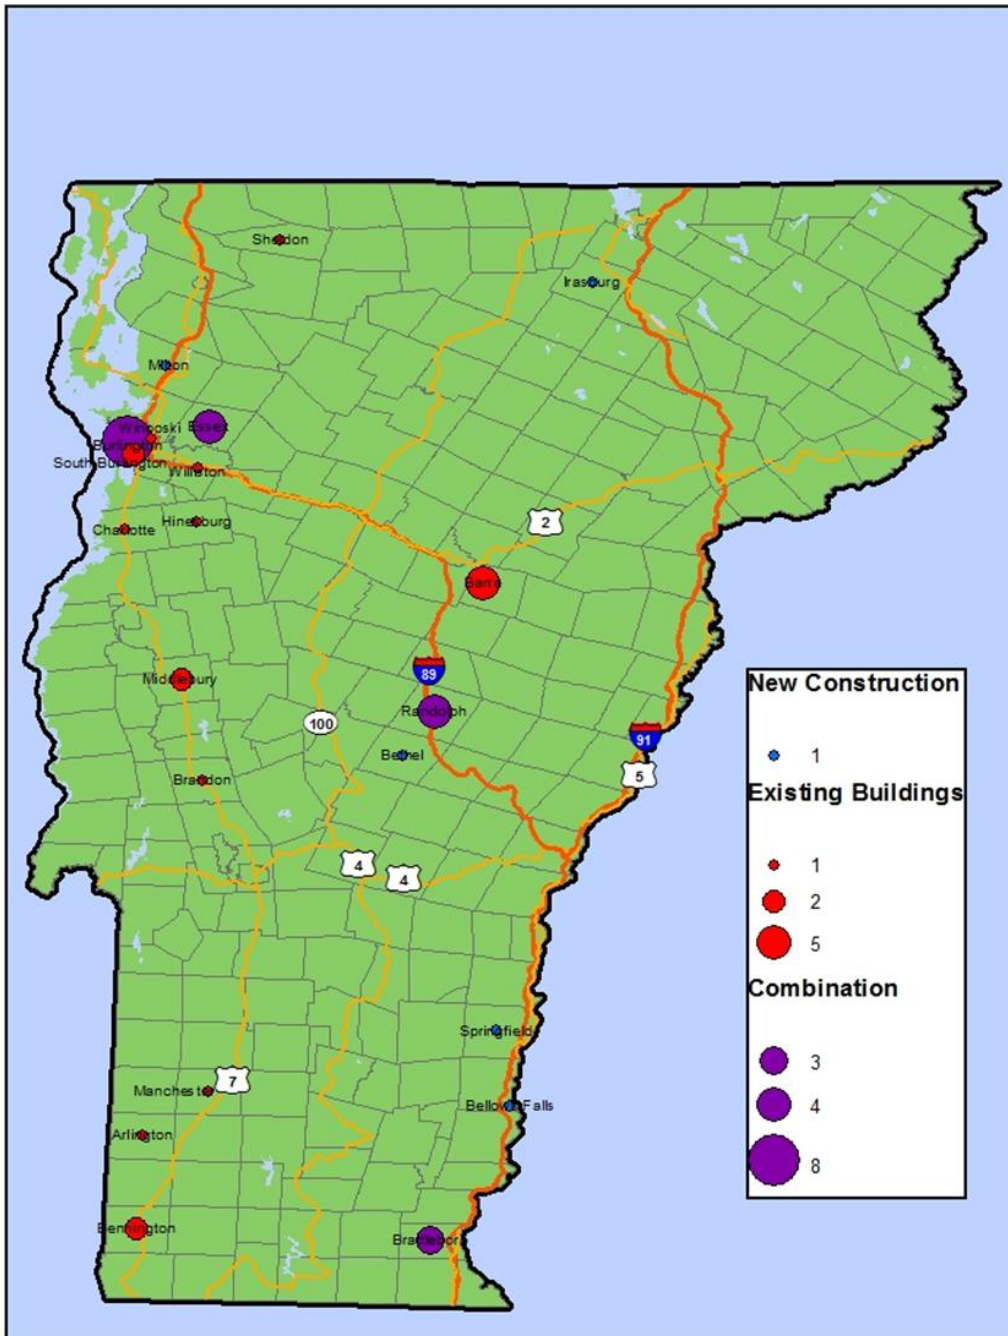 Sheldon
Irasburg
Milton
Winooski
Essex
Burlington
South Burlington
Williston
Charlotte
Hinesburg
2
Barre
Middlebury
89
Randolph
100
91
Bethel
5
Brandon
4
4
Springfield
7
Manchester
Bellows Falls
Arlington
Bennington
Brattleboro
New Construction
1
Existing Buildings
1
2
5
Combination
3
4
8